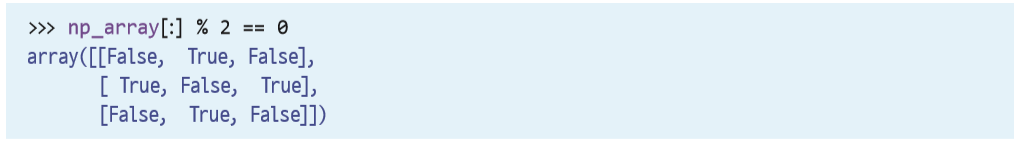 >>> np_array[:] % 2 == 0
array([[False,  True, False],
       [ True, False,  True],
       [False,  True, False]])